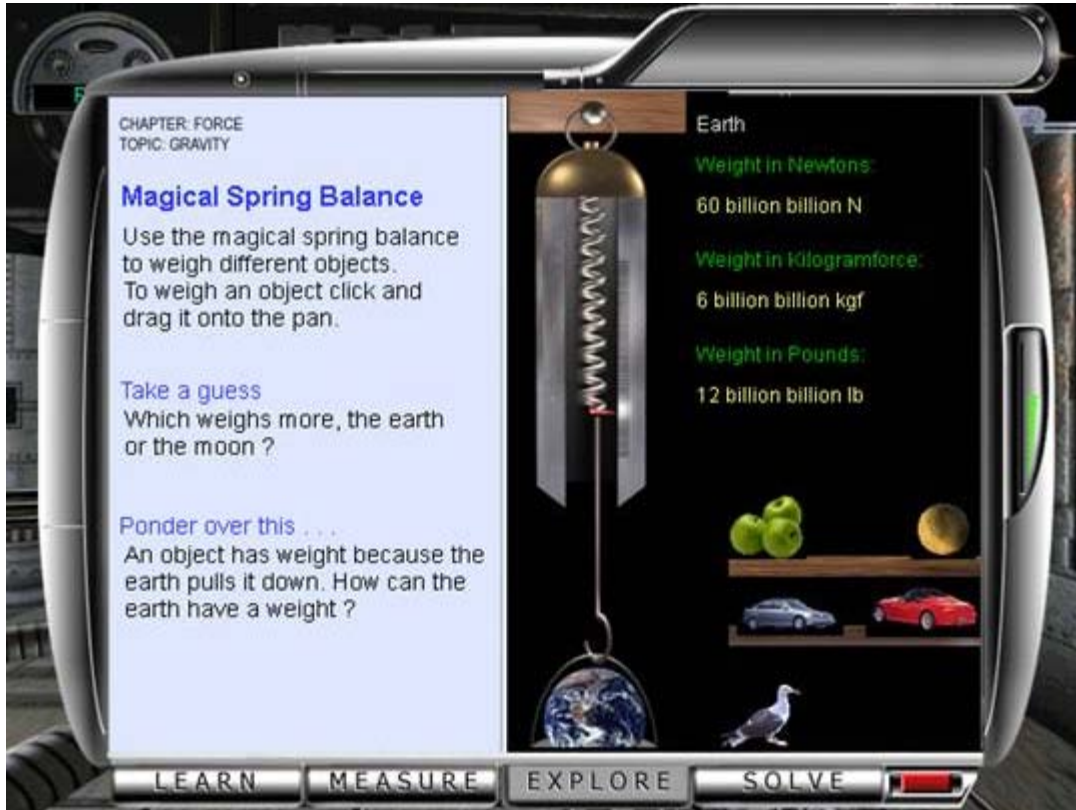 CHAPTER: FORCE
TOPIC: GRAVITY
Magical Spring Balance
Use the magical spring balance
to weigh different objects.
To weigh an object click and
drag it onto the pan.
Take a guess
Which weighs more, the earth
or the moon ?
Ponder over this . . .
An object has weight because the
earth pulls it down. How can the
earth have a weight ?
Earth
Weight in Newtons:
60 billion billion N
Weight in Kilogramforce:
6 billion billion kgf
Weight in Pounds:
12 billion billion lb
LEARN
MEASURE
EXPLORE
SOLVE